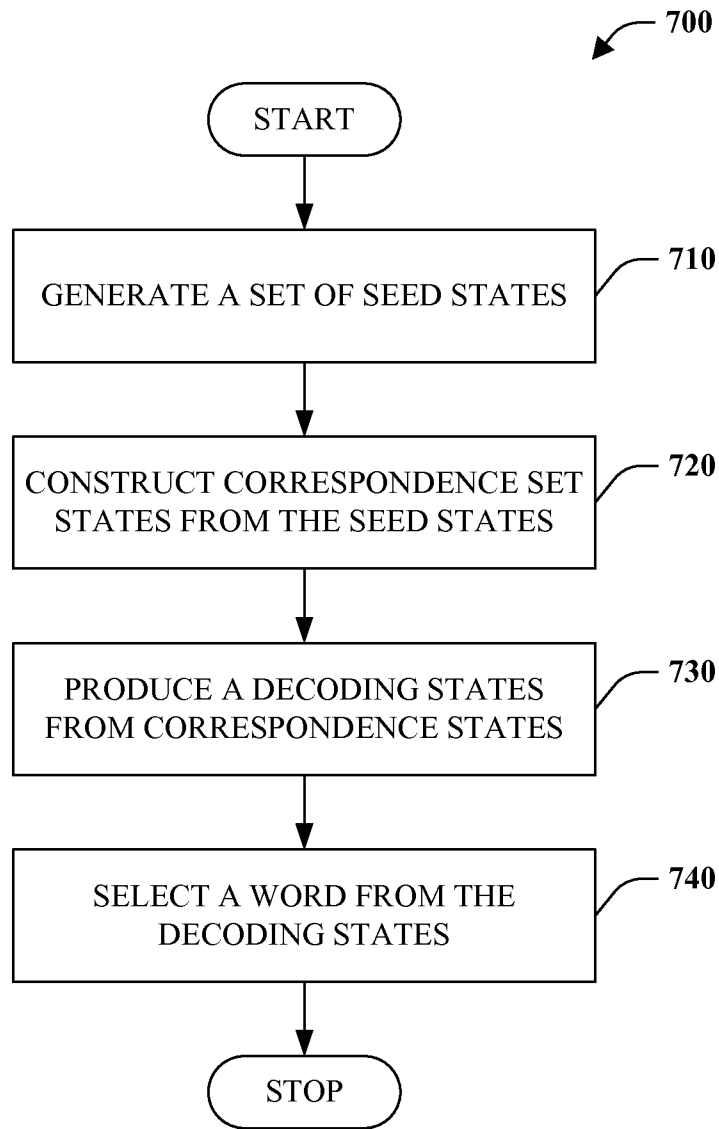 700
START
710
GENERATE A SET OF SEED STATES
720
CONSTRUCT CORRESPONDENCE SET
STATES FROM THE SEED STATES
730
PRODUCE A DECODING STATES
FROM CORRESPONDENCE STATES
740
SELECT A WORD FROM THE
DECODING STATES
STOP